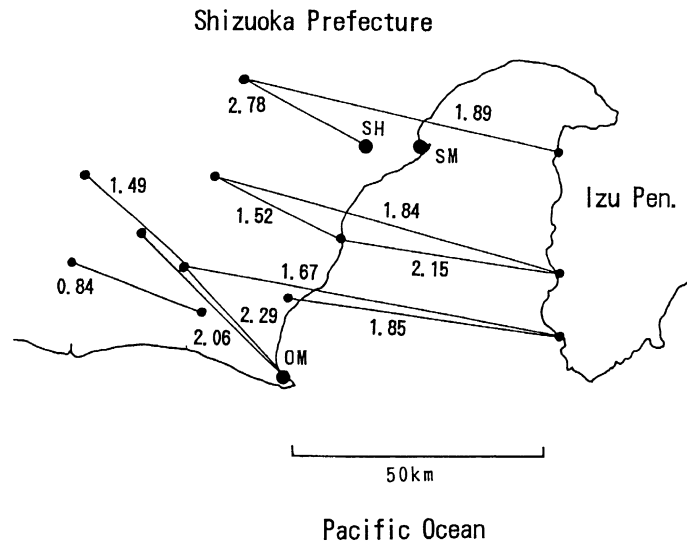 Shizuoka Prefecture
2.78
1.89
SH
SM
1.49
Izu Pen.
1.52
1.84
2.15
1.67
0.84
2.29
2.06
1.85
OM
50km
Pacific Ocean